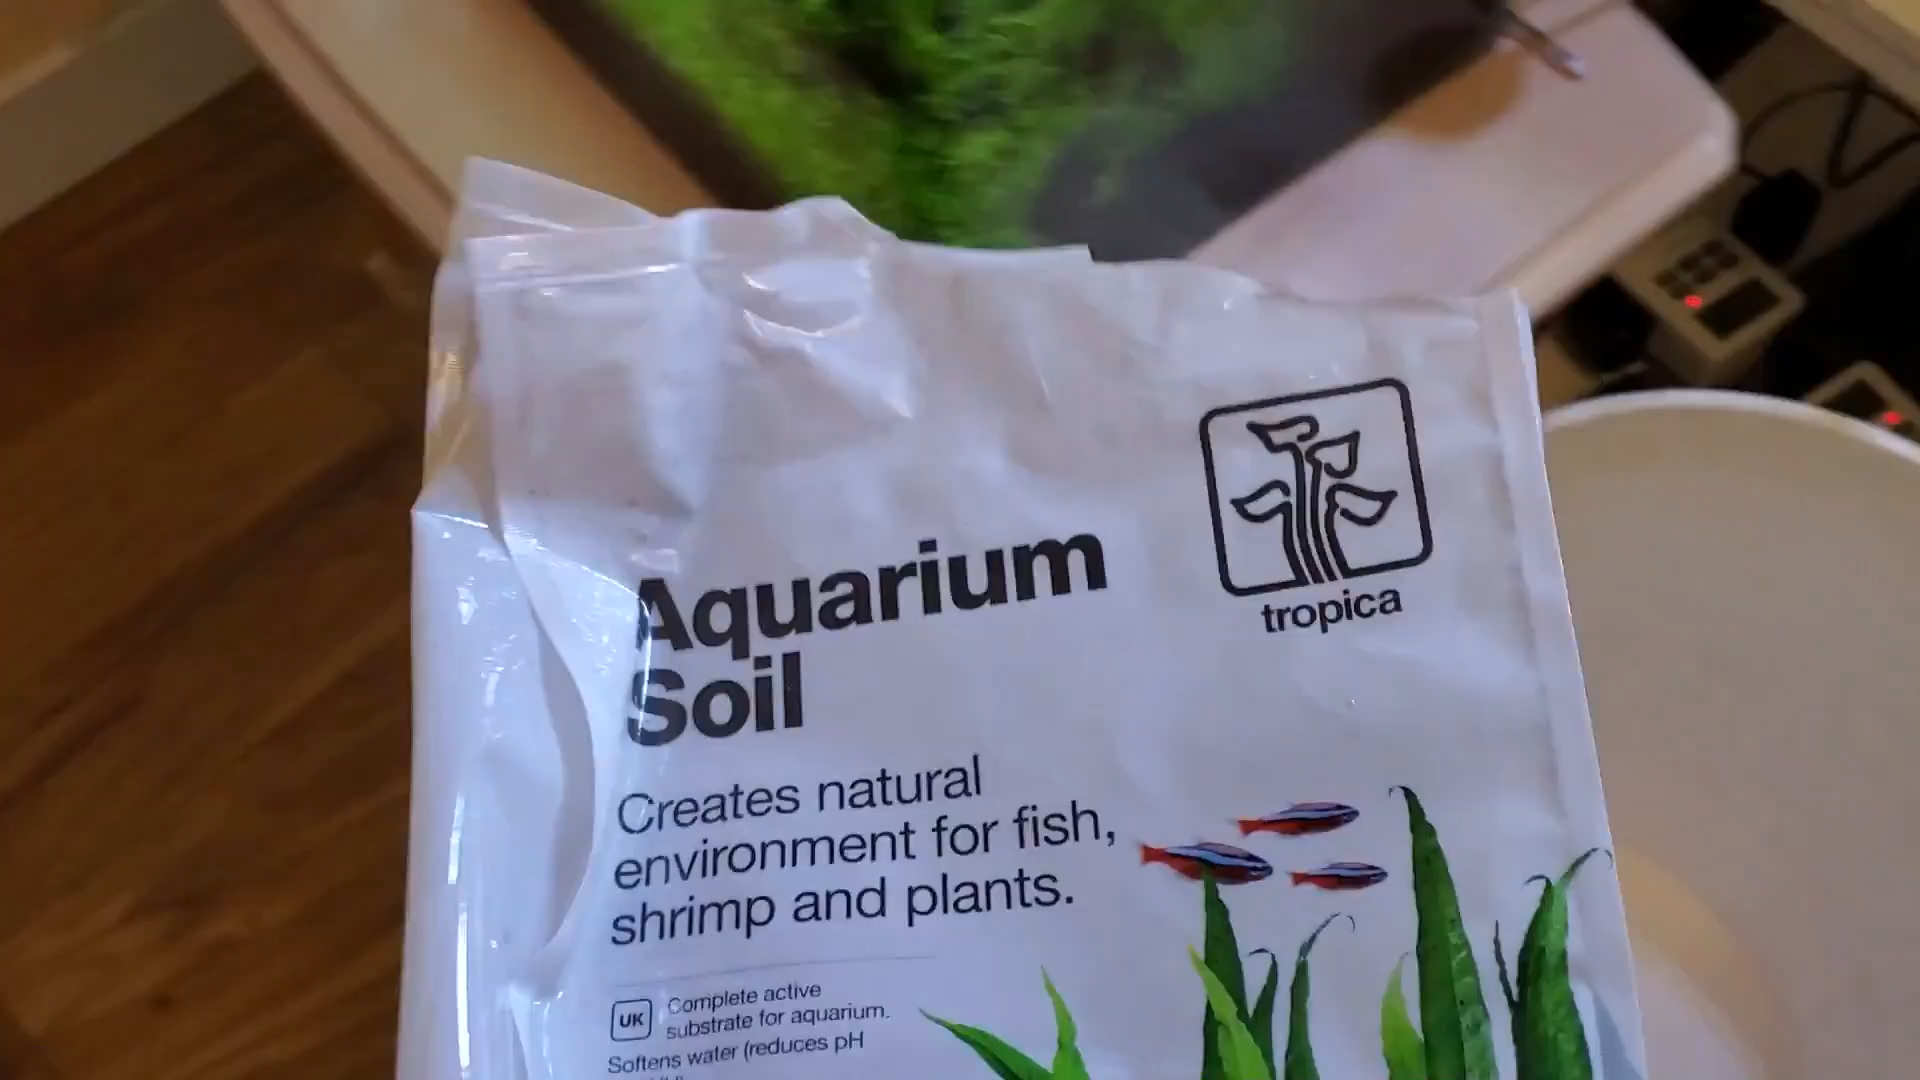 Aquarium
Soil
tropica
Creates natural
environment for fish,
shrimp and plants.
UK
Complete active
substrate for aquarium.
Softens water (reduces pH